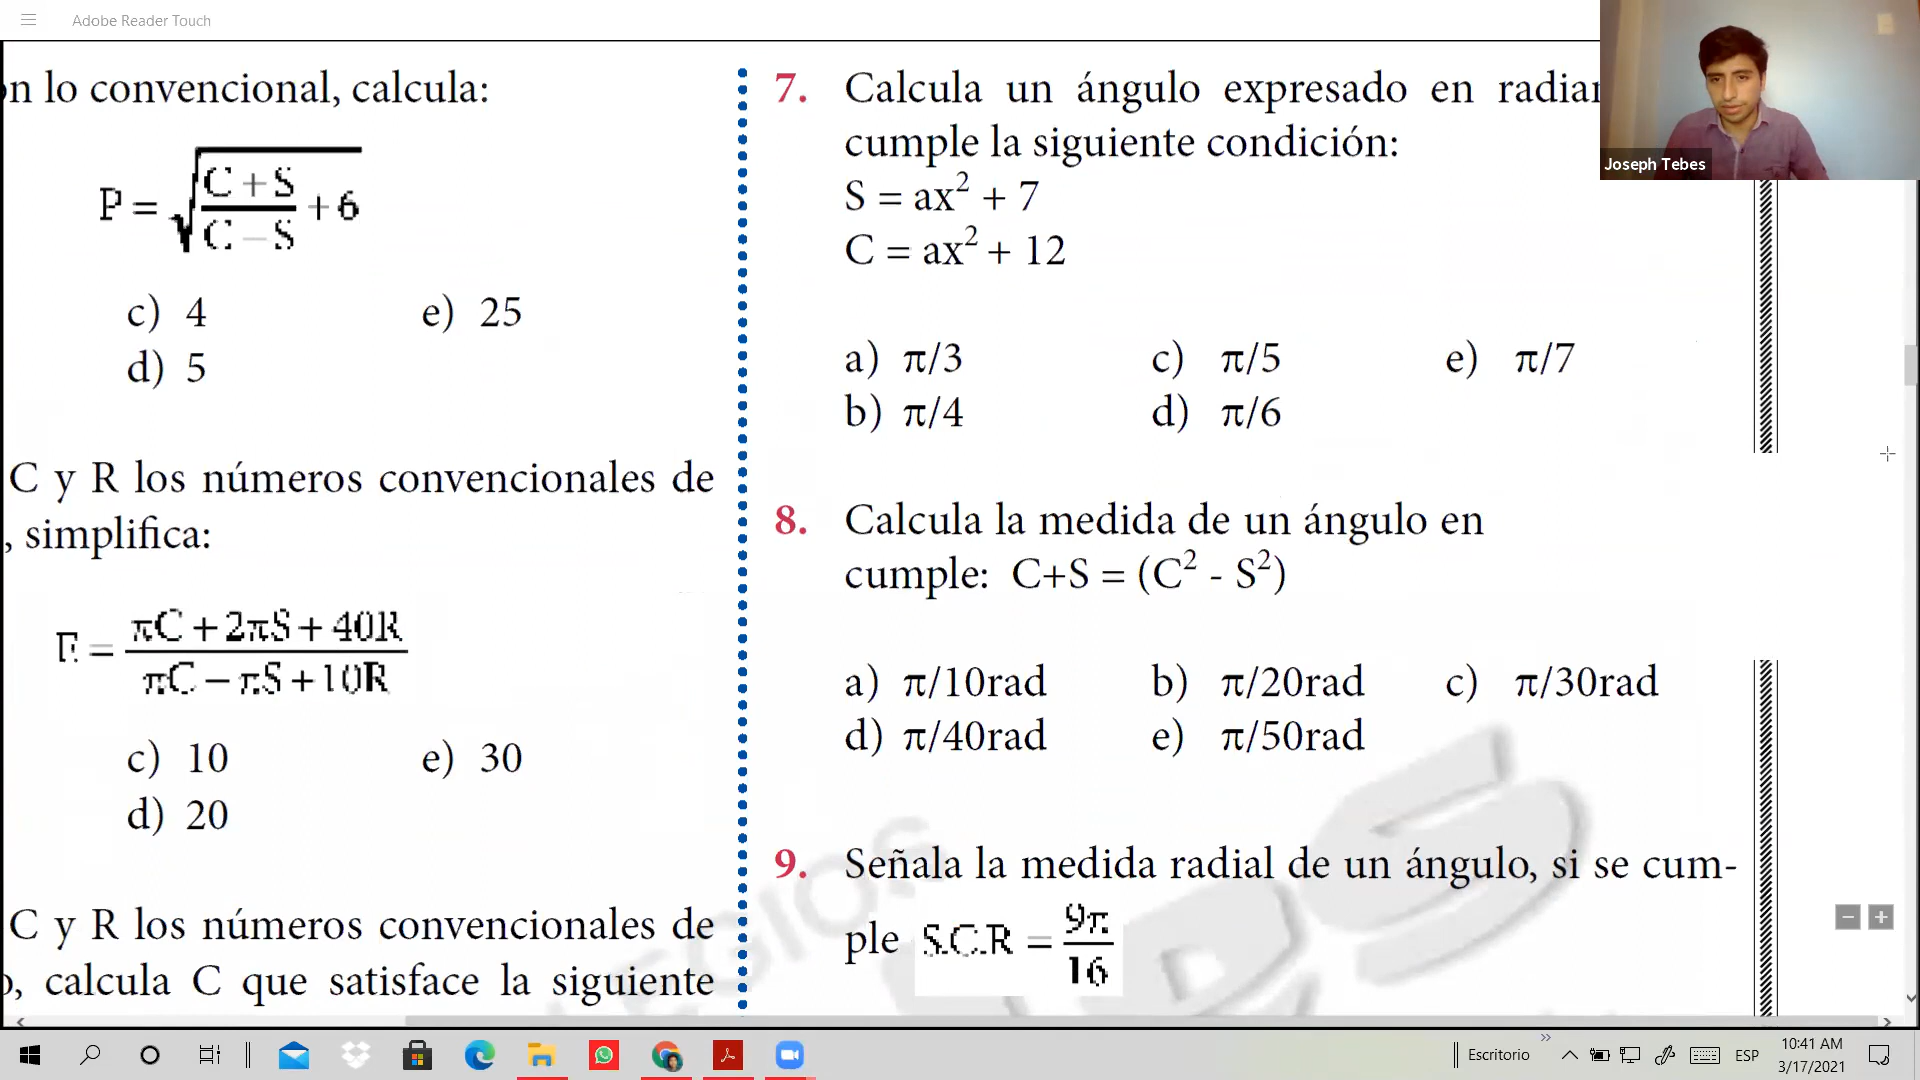 Adobe Reader Touch
n lo convencional, calcula:
P = √(C + S / C − S) + 6
c) 4 e) 25
d) 5
C y R los números convencionales de
, simplifica:
E = πC + 2πS + 40R / πC − πS + 10R
c) 10 e) 30
d) 20
C y R los números convencionales de
, calcula C que satisface la siguiente
7. Calcula un ángulo expresado en
cumple la siguiente condición:
S = ax² + 7
C = ax² + 12
a) π/3 c) π/5 e) π/7
b) π/4 d) π/6
8. Calcula la medida de un ángulo en
cumple: C+S = (C² - S²)
a) π/10rad b) π/20rad c) π/30rad
d) π/40rad e) π/50rad
9. Señala la medida radial de un ángulo, si se cum-
ple S.C.R = 9π/16
Joseph Tebes
Escritorio
ESP
10:41 AM
3/17/2021